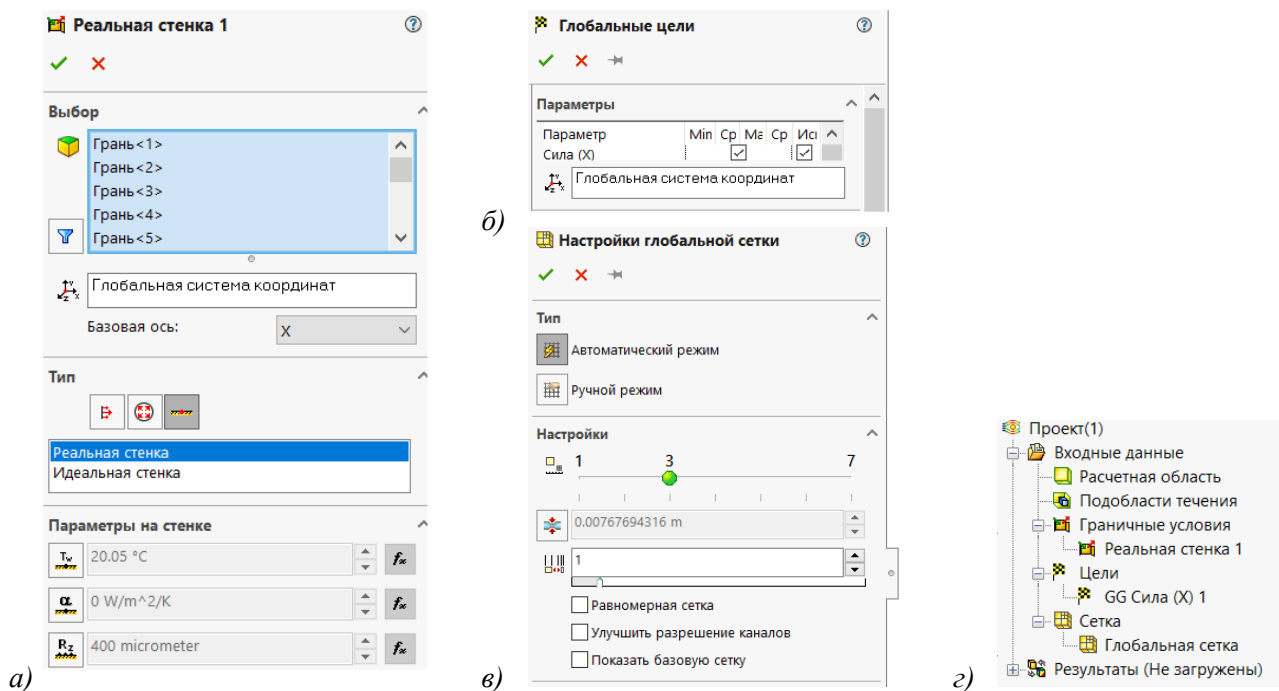 Реальная стенка 1
Выбор
Грань<1>
Грань<2>
Грань<3>
Грань<4>
Грань<5>
Глобальная система координат
Базовая ось: X
Тип
Реальная стенка
Идеальная стенка
Параметры на стенке
Tw 20.05 °C
α 0 W/m^2/K
Rz 400 micrometer
а)
Глобальные цели
Параметры
Параметр Min Ср Ma Ср Исп
Сила (X)
Глобальная система координат
б)
Настройки глобальной сетки
Тип
Автоматический режим
Ручной режим
Настройки
1 3 7
0.00767694316 m
1
Равномерная сетка
Улучшить разрешение каналов
Показать базовую сетку
в)
Проект(1)
Входные данные
Расчетная область
Подобласти течения
Граничные условия
Реальная стенка 1
Цели
GG Сила (X) 1
Сетка
Глобальная сетка
Результаты (Не загружены)
г)